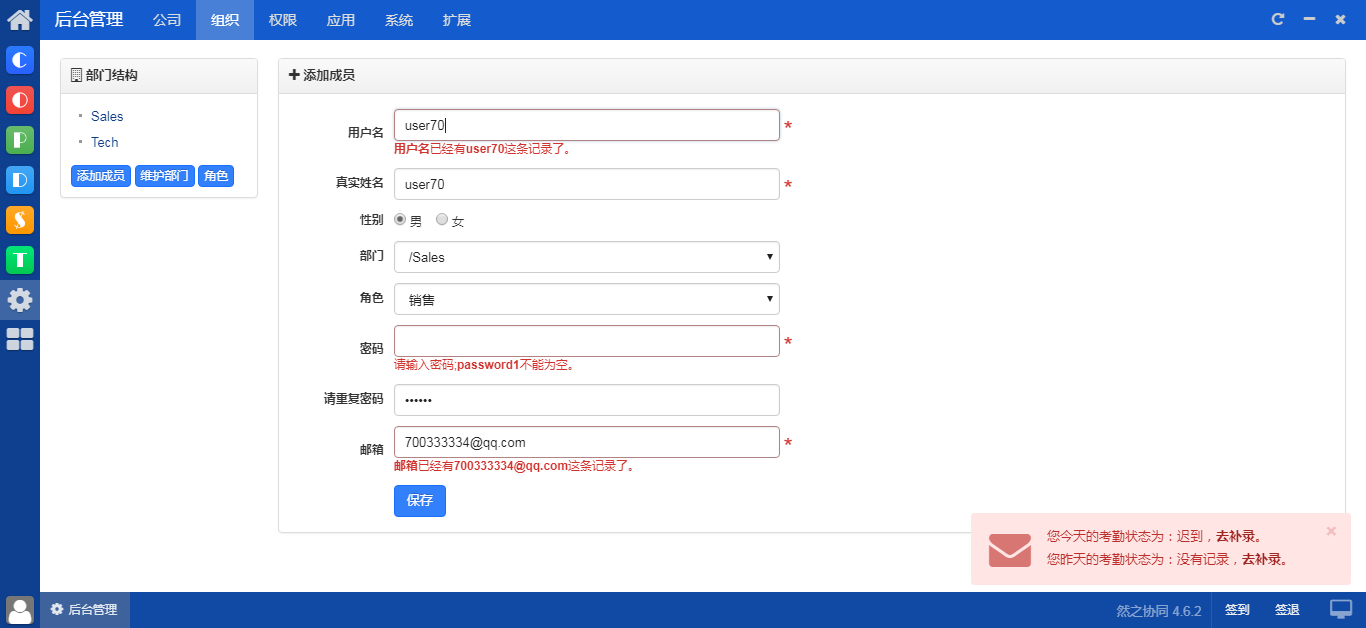 后台管理 公司 组织 权限 应用 系统 扩展
部门结构
Sales
Tech
添加成员 维护部门 角色
添加成员
用户名 user70 *
用户名已经有user70这条记录了。
真实姓名 user70 *
性别 男 女
部门 /Sales
角色 销售
密码 *
请输入密码;password1不能为空。
请重复密码 ••••••
邮箱 700333334@qq.com *
邮箱已经有700333334@qq.com这条记录了。
保存
您今天的考勤状态为：迟到，去补录。
您昨天的考勤状态为：没有记录，去补录。
后台管理 然之协同 4.6.2 签到 签退